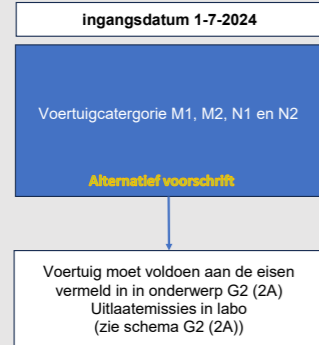 ingangsdatum 1-7-2024
Voertuigcatergorie M1, M2, N1 en N2
Alternatief voorschrift
Voertuig moet voldoen aan de eisen
vermeld in in onderwerp G2 (2A)
Uitlaatemissies in labo
(zie schema G2 (2A))